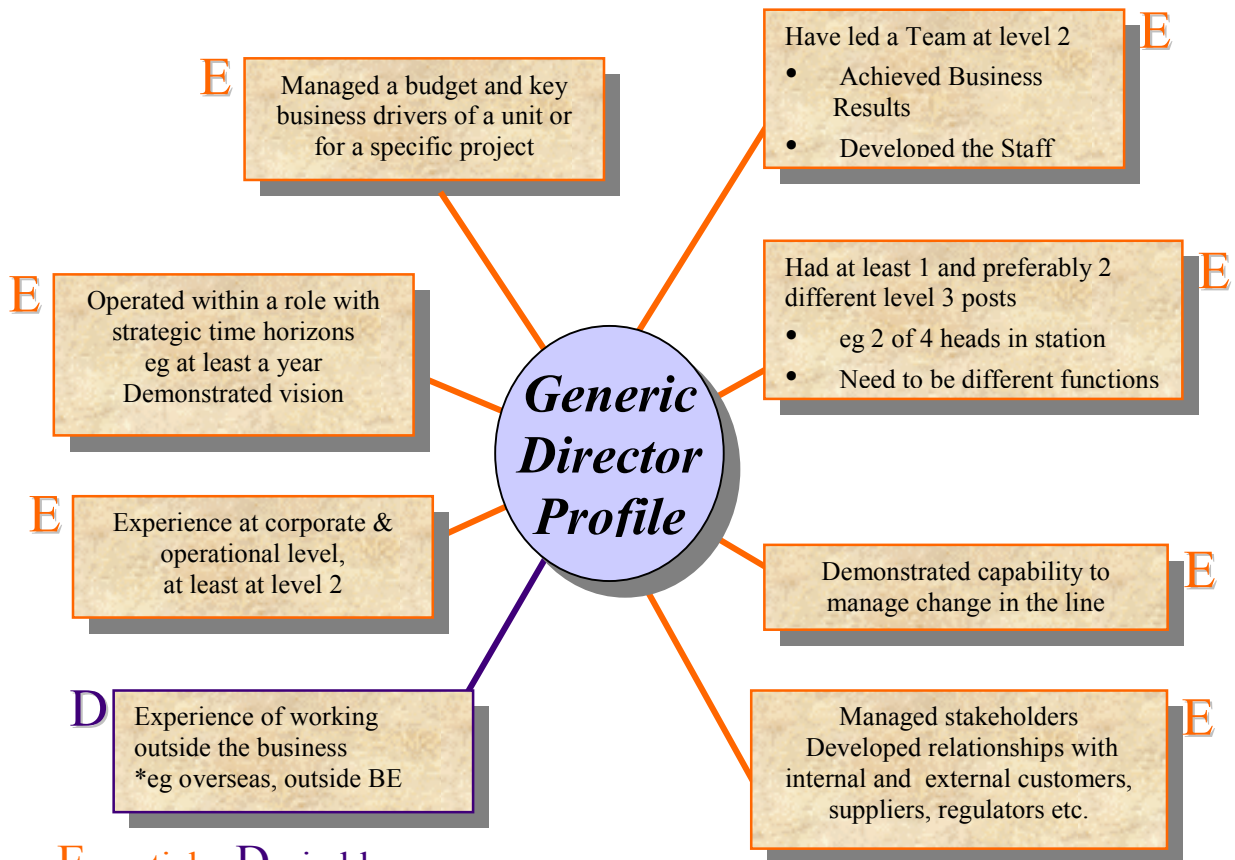 E
Managed a budget and key
business drivers of a unit or
for a specific project
Have led a Team at level 2
• Achieved Business
Results
• Developed the Staff
E
E
Operated within a role with
strategic time horizons
eg at least a year
Demonstrated vision
Had at least 1 and preferably 2
different level 3 posts
• eg 2 of 4 heads in station
• Need to be different functions
E
Generic
Director
Profile
E
Experience at corporate &
operational level,
at least at level 2
Demonstrated capability to
manage change in the line
E
D
Experience of working
outside the business
*eg overseas, outside BE
Managed stakeholders
Developed relationships with
internal and external customers,
suppliers, regulators etc.
E